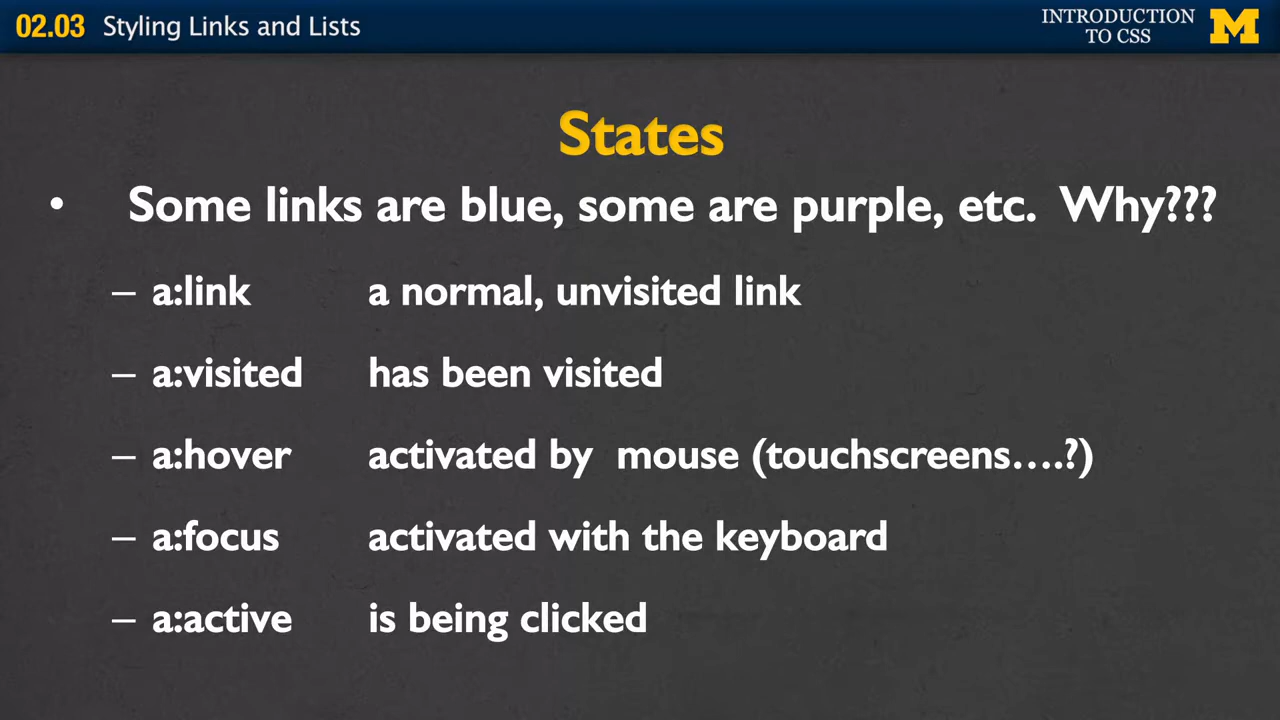 02.03 Styling Links and Lists
INTRODUCTION
TO CSS
M
States
• Some links are blue, some are purple, etc. Why???
– a:link a normal, unvisited link
– a:visited has been visited
– a:hover activated by mouse (touchscreens....?)
– a:focus activated with the keyboard
– a:active is being clicked